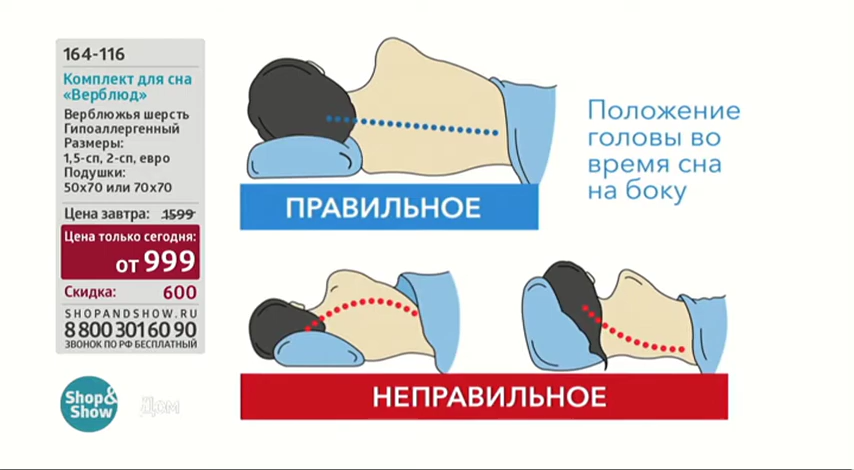 164-116
Комплект для сна
«Верблюд»
Верблюжья шерсть
Гипоаллергенный
Размеры:
1,5-сп, 2-сп, евро
Подушки:
50х70 или 70х70
Цена завтра: 1599
Цена только сегодня:
от 999
Скидка: 600
SHOPANDSHOW.RU
8 800 301 60 90
ЗВОНОК ПО РФ БЕСПЛАТНЫЙ
Shop&
Show
Дом
Положение
головы во
время сна
на боку
ПРАВИЛЬНОЕ
НЕПРАВИЛЬНОЕ